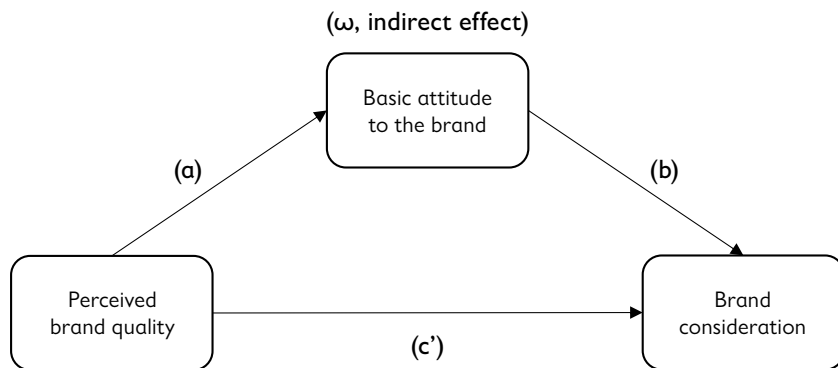 (ω, indirect effect)
Basic attitude
to the brand
(a)
(b)
Perceived
brand quality
Brand
consideration
(c’)